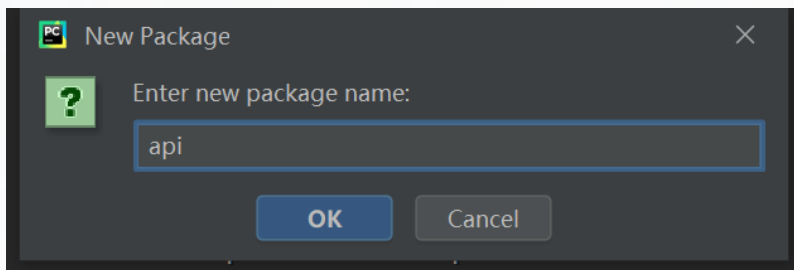 PC
New Package
Enter new package name:
api
OK
Cancel